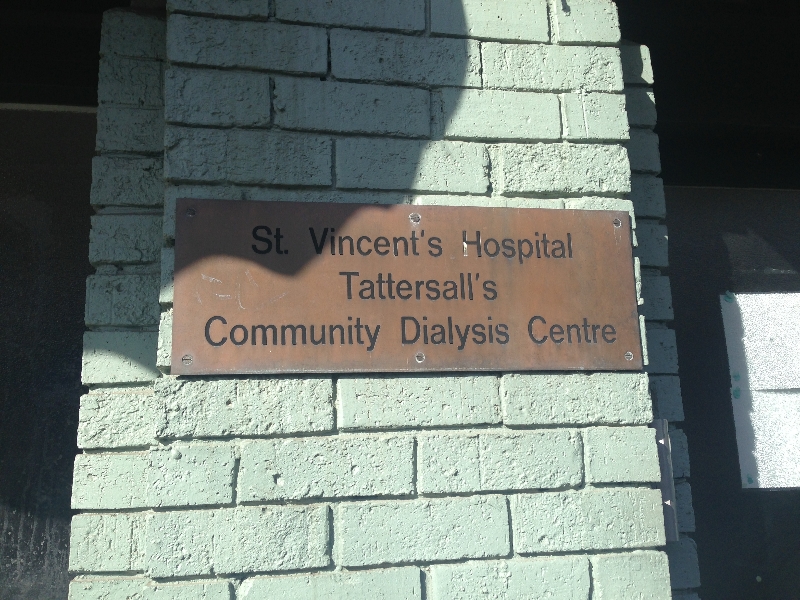 St. Vincent's Hospital
Tattersall's
Community Dialysis Centre